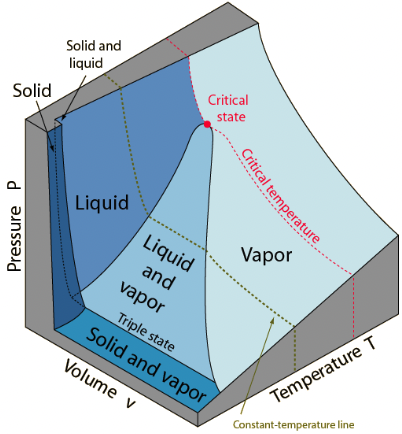 Solid and
liquid
Solid
Critical
state
Critical temperature
Liquid
Liquid
and
vapor
Vapor
Pressure P
Triple state
Solid and vapor
Volume v
Temperature T
Constant-temperature line